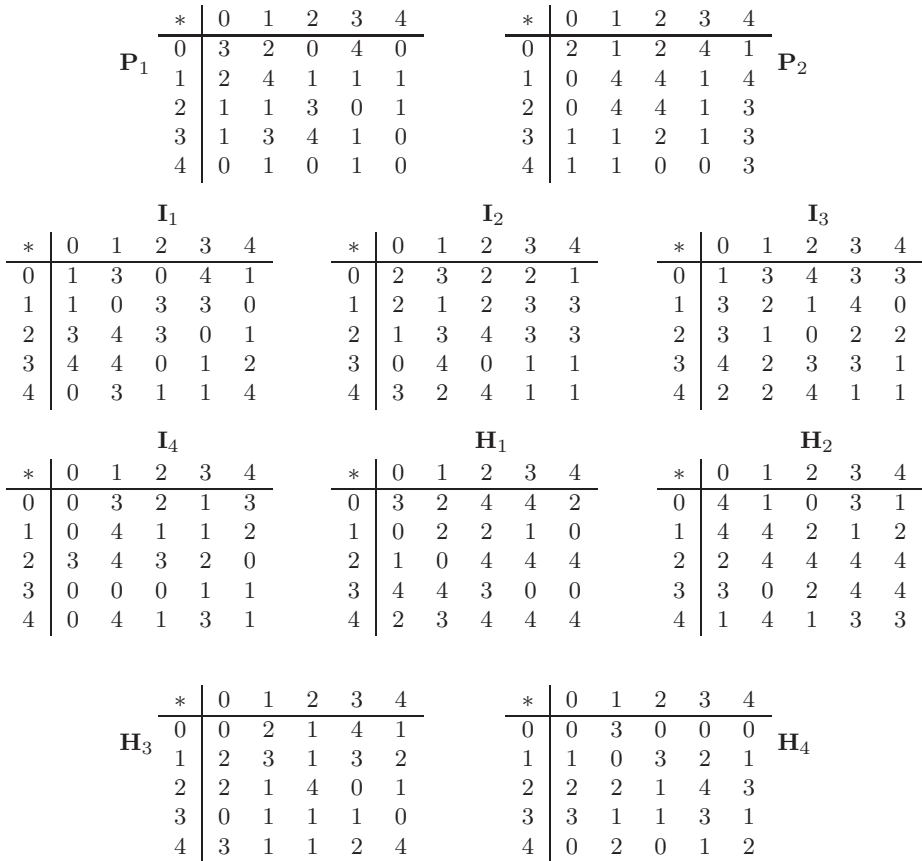 * 0 1 2 3 4 * 0 1 2 3 4
0 3 2 0 4 0 0 2 1 2 4 1
P₁ P₂
1 2 4 1 1 1 1 0 4 4 1 4
2 1 1 3 0 1 2 0 4 4 1 3
3 1 3 4 1 0 3 1 1 2 1 3
4 0 1 0 1 0 4 1 1 0 0 3
I₁ I₂ I₃
* 0 1 2 3 4 * 0 1 2 3 4 * 0 1 2 3 4
0 1 3 0 4 1 0 2 3 2 2 1 0 1 3 4 3 3
1 1 0 3 3 0 1 2 1 2 3 3 1 3 2 1 4 0
2 3 4 3 0 1 2 1 3 4 3 3 2 3 1 0 2 2
3 4 4 0 1 2 3 0 4 0 1 1 3 4 2 3 3 1
4 0 3 1 1 4 4 3 2 4 1 1 4 2 2 4 1 1
I₄ H₁ H₂
* 0 1 2 3 4 * 0 1 2 3 4 * 0 1 2 3 4
0 0 3 2 1 3 0 3 2 4 4 2 0 4 1 0 3 1
1 0 4 1 1 2 1 0 2 2 1 0 1 4 4 2 1 2
2 3 4 3 2 0 2 1 0 4 4 4 2 2 4 4 4 4
3 0 0 0 1 1 3 4 4 3 0 0 3 3 0 2 4 4
4 0 4 1 3 1 4 2 3 4 4 4 4 1 4 1 3 3
* 0 1 2 3 4 * 0 1 2 3 4
0 0 2 1 4 1 0 0 3 0 0 0
H₃ H₄
1 2 3 1 3 2 1 1 0 3 2 1
2 2 1 4 0 1 2 2 2 1 4 3
3 0 1 1 1 0 3 3 1 1 3 1
4 3 1 1 2 4 4 0 2 0 1 2